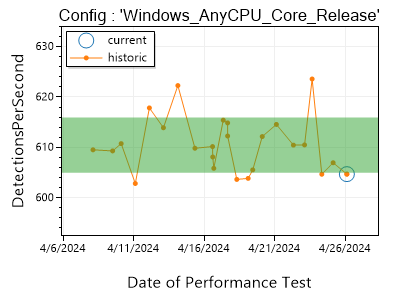 Config : 'Windows_AnyCPU_Core_Release'
current
historic
630
620
610
600
DetectionsPerSecond
4/6/2024 4/11/2024 4/16/2024 4/21/2024 4/26/2024
Date of Performance Test